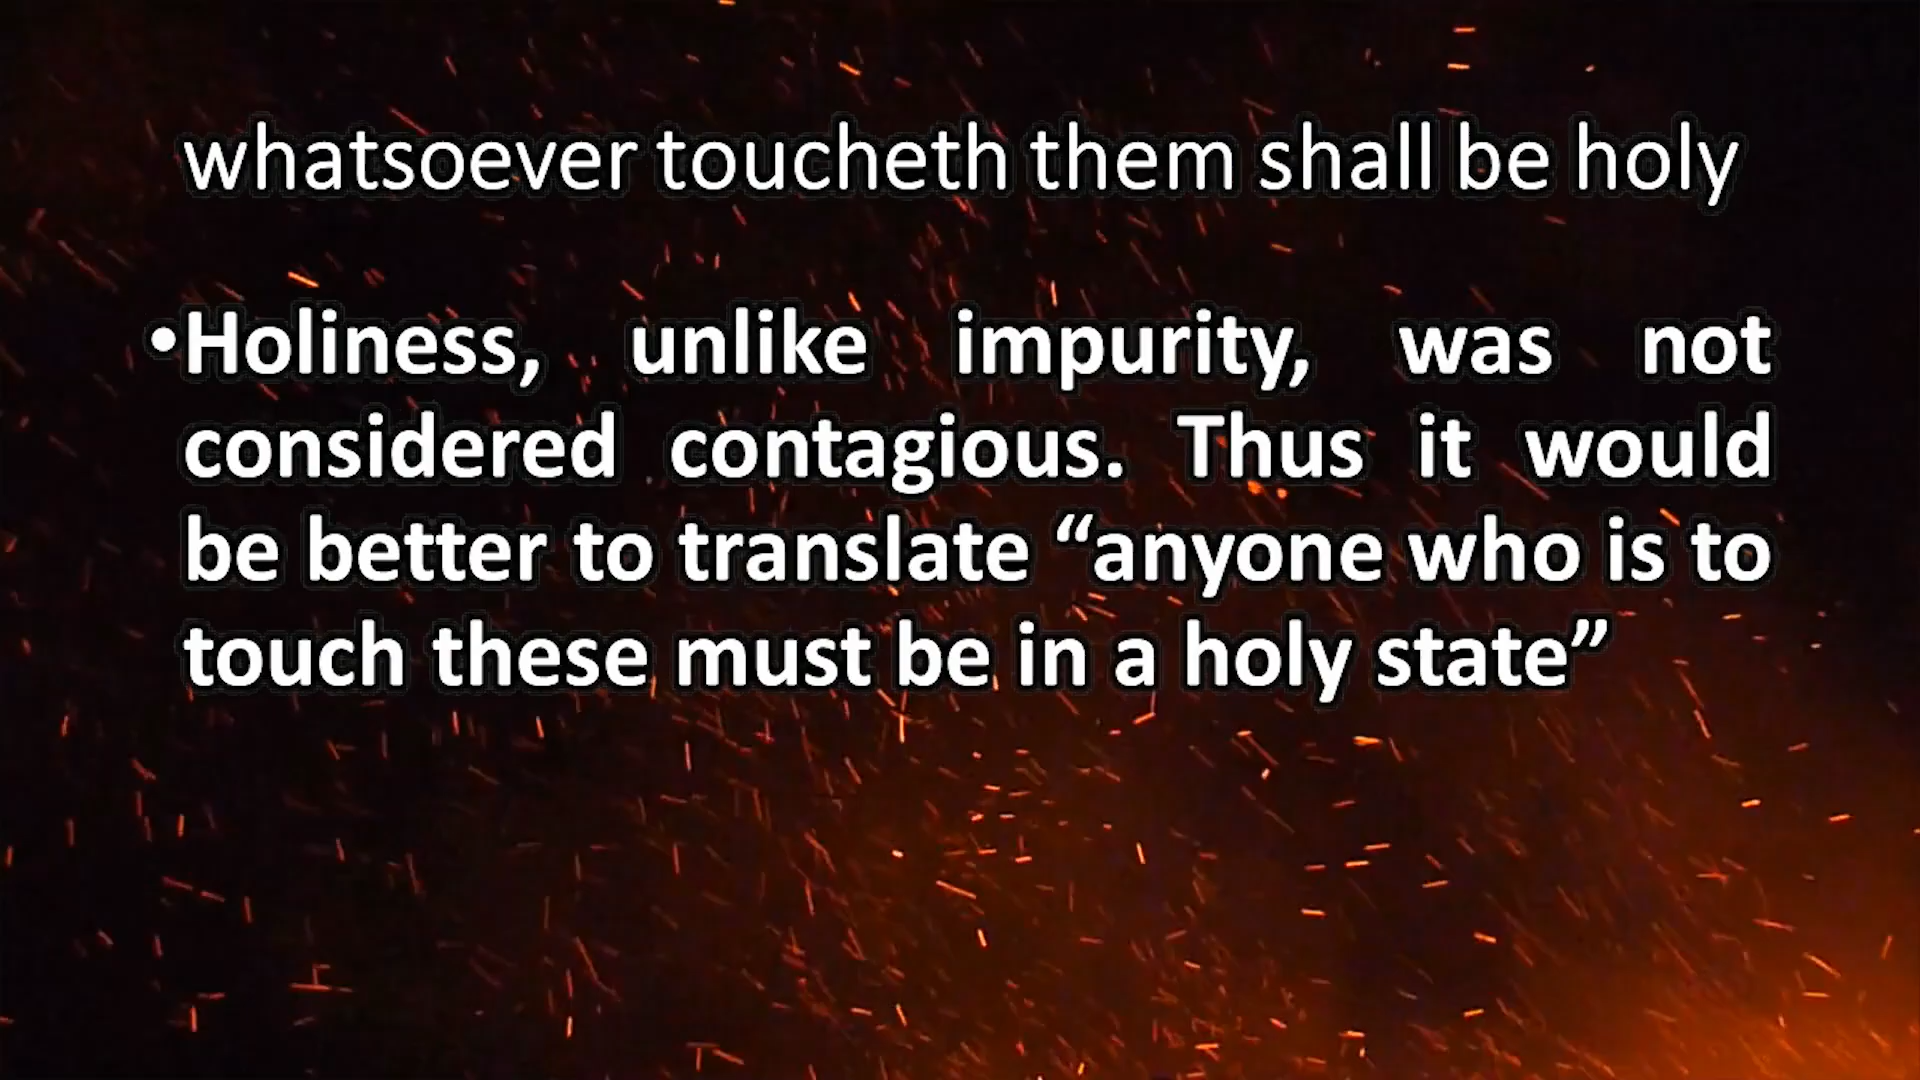 whatsoever toucheth them shall be holy
•Holiness, unlike impurity, was not
considered contagious. Thus it would
be better to translate “anyone who is to
touch these must be in a holy state”